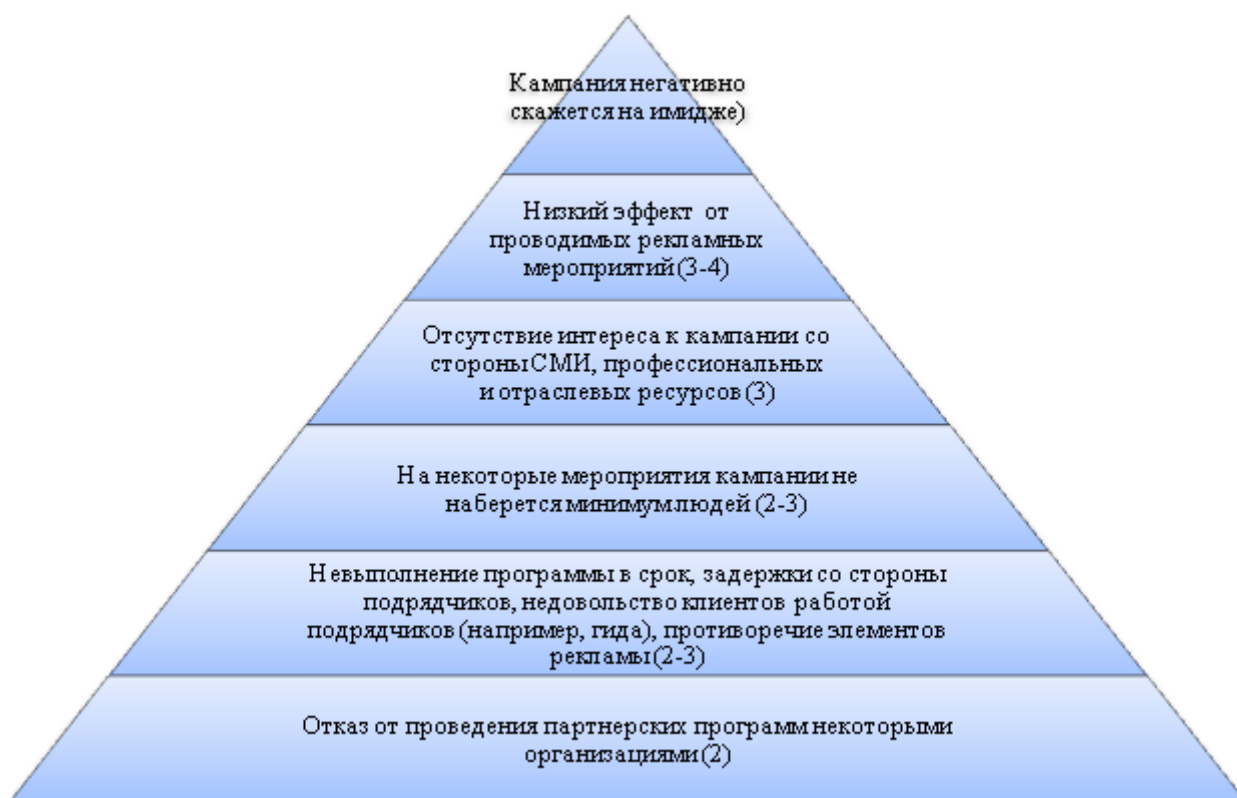 Кампания негативно
скажется на имидже)
Низкий эффект от
проводимых рекламных
мероприятий (3-4)
Отсутствие интереса к кампании со
стороны СМИ, профессиональных
и отраслевых ресурсов (3)
На некоторые мероприятия кампании не
наберется минимум людей (2-3)
Невыполнение программы в срок, задержки со стороны
подрядчиков, недовольство клиентов работой
подрядчиков (например, гида), противоречие элементов
рекламы (2-3)
Отказ от проведения партнерских программ некоторыми
организациями (2)